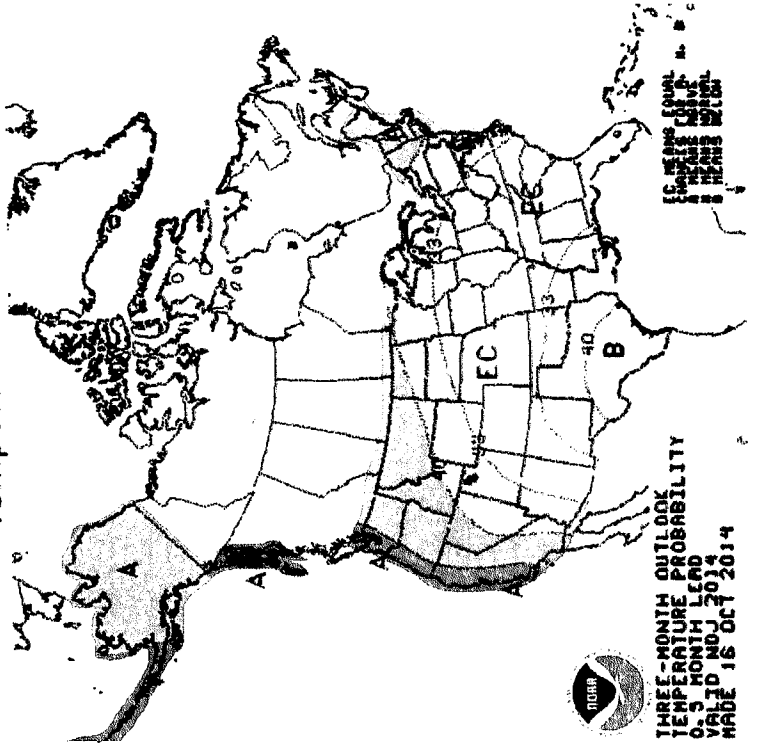 THREE-MONTH OUTLOOK
TEMPERATURE PROBABILITY
0.5 MONTH LEAD
VALID NDJ 2014
MADE 16 OCT 2014
NOAA
A
A
A
A
EC
EC
B
40
40
33
33
EC MEANS EQUAL
CHANCES FOR A, N, B
A MEANS ABOVE
N MEANS NORMAL
B MEANS BELOW